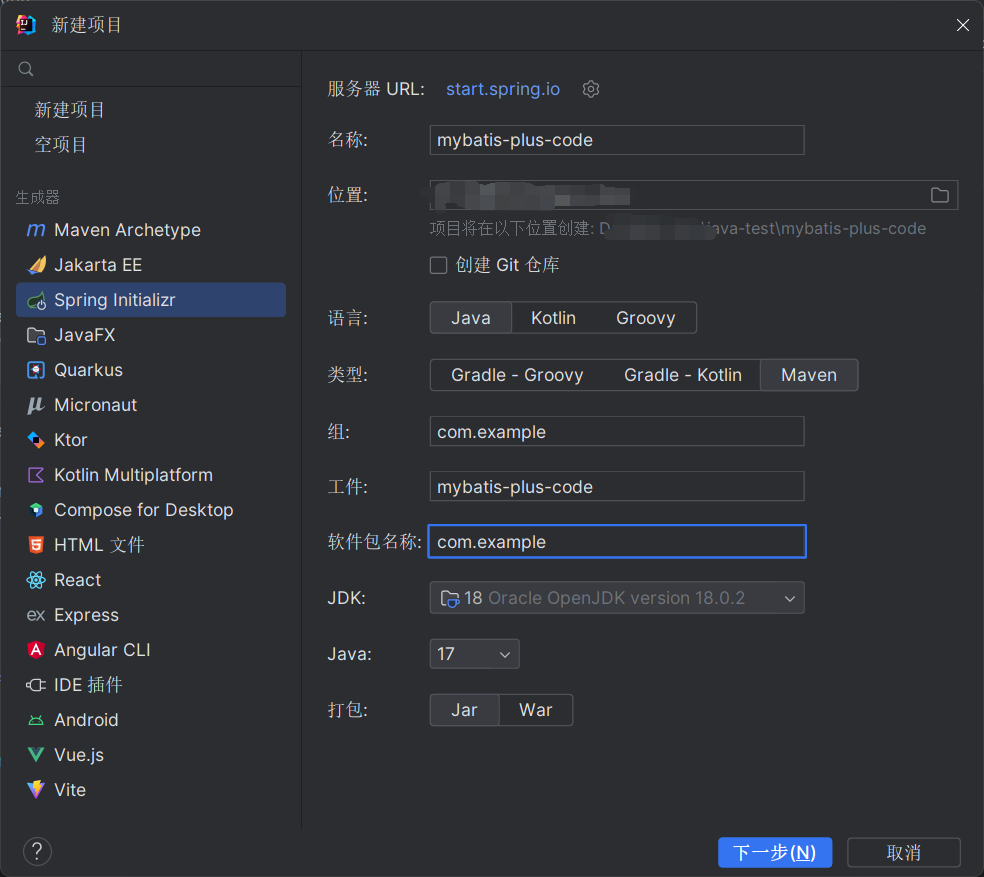 新建项目
新建项目
空项目
生成器
Maven Archetype
Jakarta EE
Spring Initializr
JavaFX
Quarkus
Micronaut
Ktor
Kotlin Multiplatform
Compose for Desktop
HTML 文件
React
Express
Angular CLI
IDE 插件
Android
Vue.js
Vite
服务器 URL: start.spring.io
名称: mybatis-plus-code
位置:
项目将在以下位置创建: D java-test\mybatis-plus-code
创建 Git 仓库
语言: Java Kotlin Groovy
类型: Gradle - Groovy Gradle - Kotlin Maven
组: com.example
工件: mybatis-plus-code
软件包名称: com.example
JDK: 18 Oracle OpenJDK version 18.0.2
Java: 17
打包: Jar War
? 下一步(N) 取消